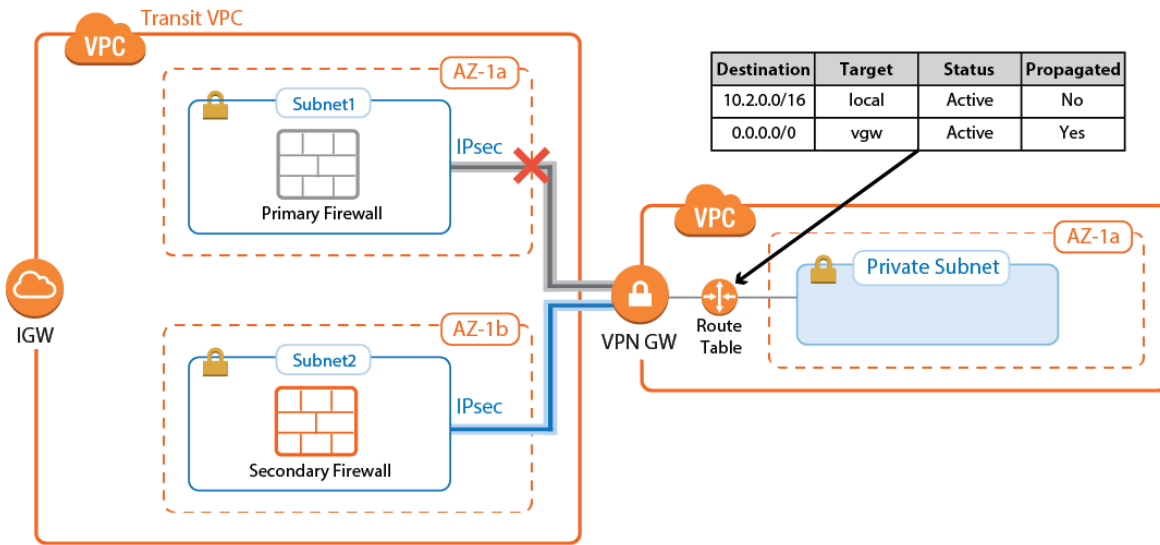 Transit VPC
VPC
AZ-1a
Subnet1
IPsec
Primary Firewall
IGW
AZ-1b
Subnet2
IPsec
Secondary Firewall
Destination Target Status Propagated
10.2.0.0/16 local Active No
0.0.0.0/0 vgw Active Yes
VPC
AZ-1a
Private Subnet
VPN GW
Route
Table